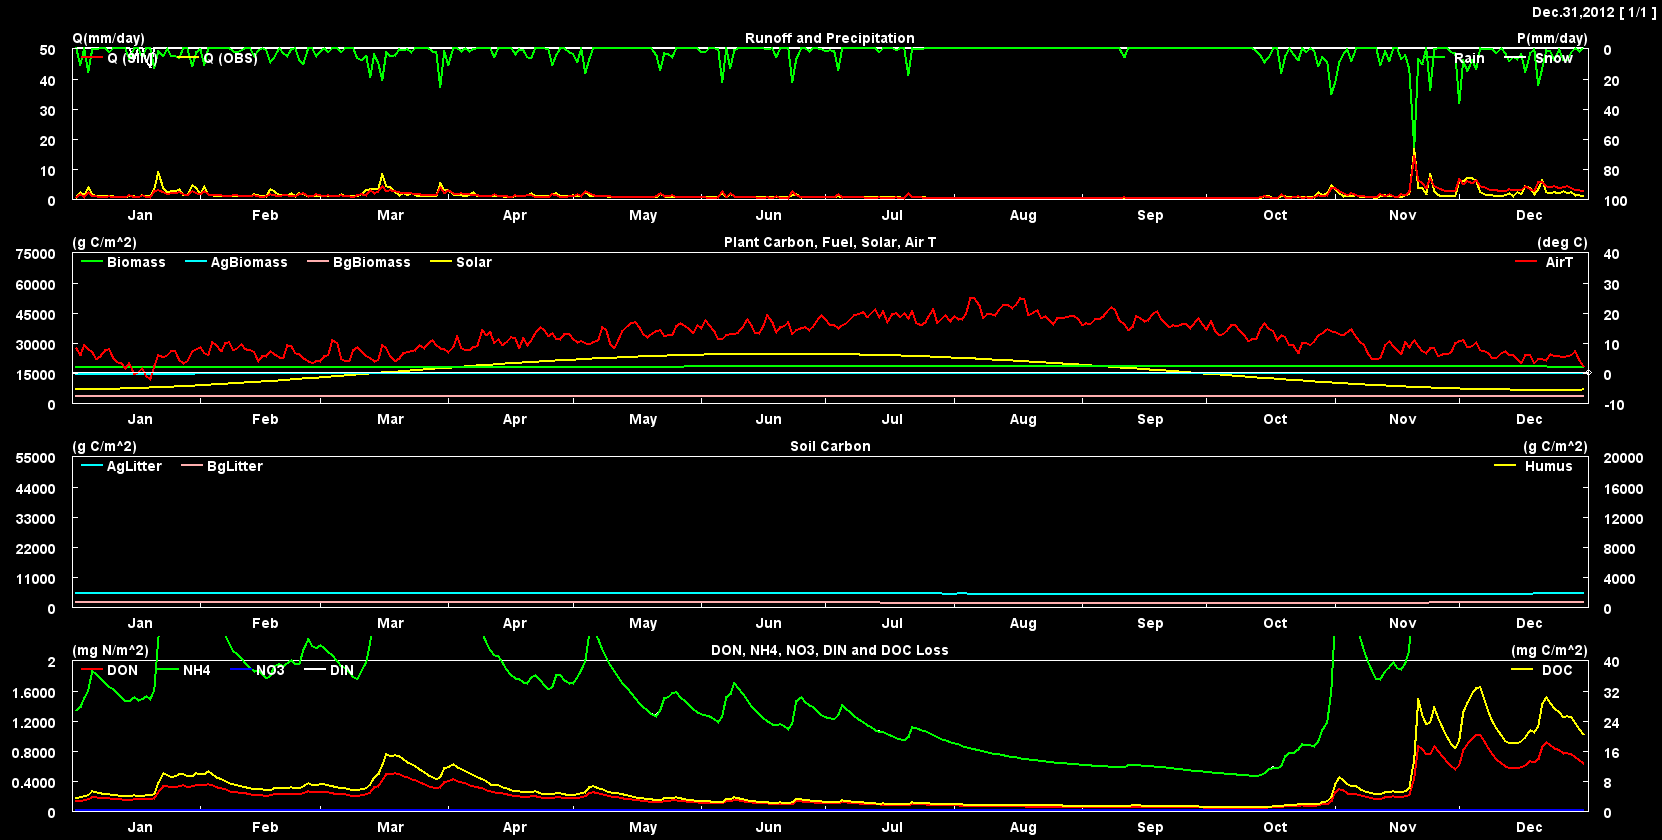 Dec.31,2012 [ 1/1 ]
Q(mm/day) Runoff and Precipitation P(mm/day)
50 0
Q (SIM) Q (OBS) Rain Snow
40 20
30 40
20 60
10 80
0 100
Jan Feb Mar Apr May Jun Jul Aug Sep Oct Nov Dec
(g C/m^2) Plant Carbon, Fuel, Solar, Air T (deg C)
75000 40
Biomass AgBiomass BgBiomass Solar AirT
60000 30
45000 20
30000 10
15000 0
0 -10
Jan Feb Mar Apr May Jun Jul Aug Sep Oct Nov Dec
(g C/m^2) Soil Carbon (g C/m^2)
55000 20000
AgLitter BgLitter Humus
44000 16000
33000 12000
22000 8000
11000 4000
0 0
Jan Feb Mar Apr May Jun Jul Aug Sep Oct Nov Dec
(mg N/m^2) DON, NH4, NO3, DIN and DOC Loss (mg C/m^2)
2 40
DON NH4 NO3 DIN DOC
1.6000 32
1.2000 24
0.8000 16
0.4000 8
0 0
Jan Feb Mar Apr May Jun Jul Aug Sep Oct Nov Dec